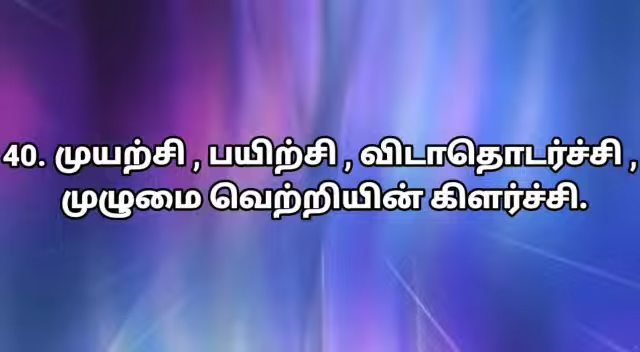 40. முயற்சி , பயிற்சி , விடாதொடர்ச்சி ,
முழுமை வெற்றியின் கிளர்ச்சி.